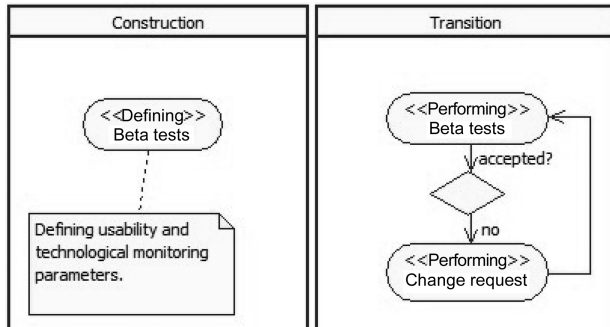 Construction
<<Defining>>
Beta tests
Defining usability and
technological monitoring
parameters.
Transition
<<Performing>>
Beta tests
accepted?
no
<<Performing>>
Change request